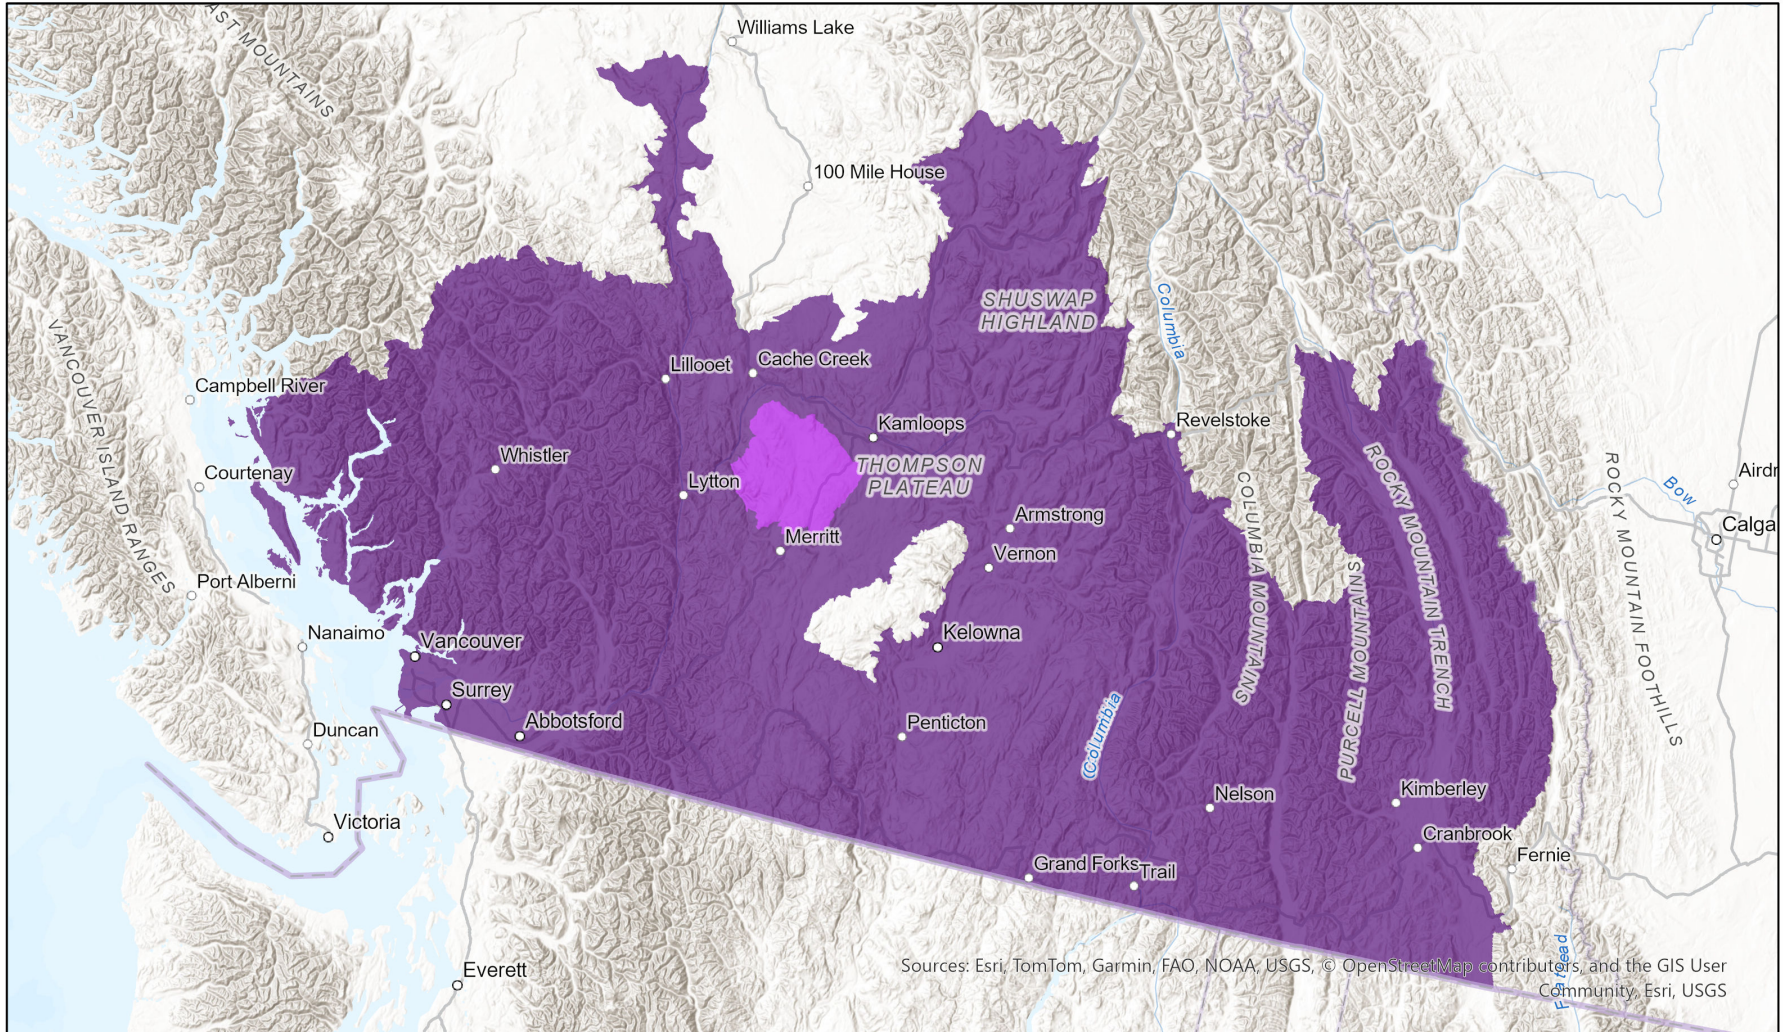 AST MOUNTAINS
Williams Lake
100 Mile House
SHUSWAP
HIGHLAND
Columbia
VANCOUVER ISLAND RANGES
Campbell River
Lillooet
Cache Creek
Kamloops
Revelstoke
Courtenay
Whistler
Lytton
THOMPSON
PLATEAU
ROCKY MOUNTAIN TRENCH
ROCKY MOUNTAIN FOOTHILLS
Bow
Airdr
Calga
COLUMBIA MOUNTAINS
Armstrong
Merritt
Vernon
Port Alberni
PURCELL MOUNTAINS
Nanaimo
Vancouver
Kelowna
Surrey
Abbotsford
Duncan
Penticton
(Columbia
Nelson
Kimberley
Victoria
Cranbrook
Grand Forks
Trail
Fernie
Everett
Flathead
Sources: Esri, TomTom, Garmin, FAO, NOAA, USGS, © OpenStreetMap contributors, and the GIS User
Community, Esri, USGS